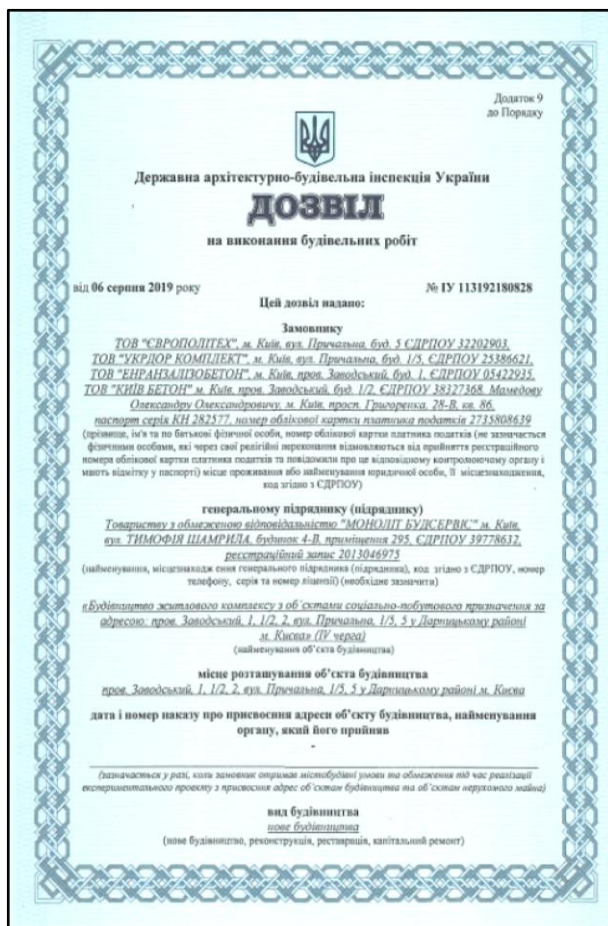 Додаток 9
до Порядку
Державна архітектурно-будівельна інспекція України
ДОЗВІЛ
на виконання будівельних робіт
від 06 серпня 2019 року № ІУ 113192180828
Цей дозвіл надано:
Замовнику
ТОВ "ЄВРОПОЛІТЕХ", м. Київ, вул. Причальна, буд. 5 ЄДРПОУ 32202903,
ТОВ "УКРДОР КОМПЛЕКТ", м. Київ, вул. Причальна, буд. 1/5, ЄДРПОУ 25386621,
ТОВ "ЕНРАНЗАЛІЗОБЕТОН", м. Київ, пров. Заводський, буд. 1, ЄДРПОУ 05422935,
ТОВ "КИЇВ БЕТОН" м. Київ, пров. Заводський, буд. 1/2, ЄДРПОУ 38327368, Мамедову
Олександру Олександровичу, м. Київ, просп. Григоренка, 28-В, кв. 86,
паспорт серія КН 282577, номер облікової картки платника податків 2735808639
(прізвище, ім'я та по батькові фізичної особи, номер облікової картки платника податків (не зазначається
фізичними особами, які через свої релігійні переконання відмовляються від прийняття реєстраційного
номера облікової картки платника податків та повідомили про це відповідному контролюючому органу і
мають відмітку у паспорті) місце проживання або найменування юридичної особи, її місцезнаходження,
код згідно з ЄДРПОУ)
генеральному підряднику (підряднику)
Товариству з обмеженою відповідальністю "МОНОЛІТ БУДСЕРВІС" м. Київ,
вул. ТИМОФІЯ ШАМРИЛА, будинок 4-В, приміщення 295, ЄДРПОУ 39778632,
реєстраційний запис 2013046975
(найменування, місцезнаходження генерального підрядника (підрядника), код згідно з ЄДРПОУ, номер
телефону, серія та номер ліцензії) (необхідне зазначити)
«Будівництво житлового комплексу з об'єктами соціально-побутового призначення за
адресою: пров. Заводський, 1, 1/2, 2, вул. Причальна, 1/5, 5 у Дарницькому районі
м. Києва» (IV черга)
(найменування об'єкта будівництва)
місце розташування об'єкта будівництва
пров. Заводський, 1, 1/2, 2, вул. Причальна, 1/5, 5 у Дарницькому районі м. Києва
дата і номер наказу про присвоєння адреси об'єкту будівництва, найменування
органу, який його прийняв
-
(зазначається у разі, коли замовник отримав містобудівні умови та обмеження під час реалізації
експериментального проекту з присвоєння адрес об'єктам будівництва та об'єктам нерухомого майна)
вид будівництва
нове будівництво
(нове будівництво, реконструкція, реставрація, капітальний ремонт)